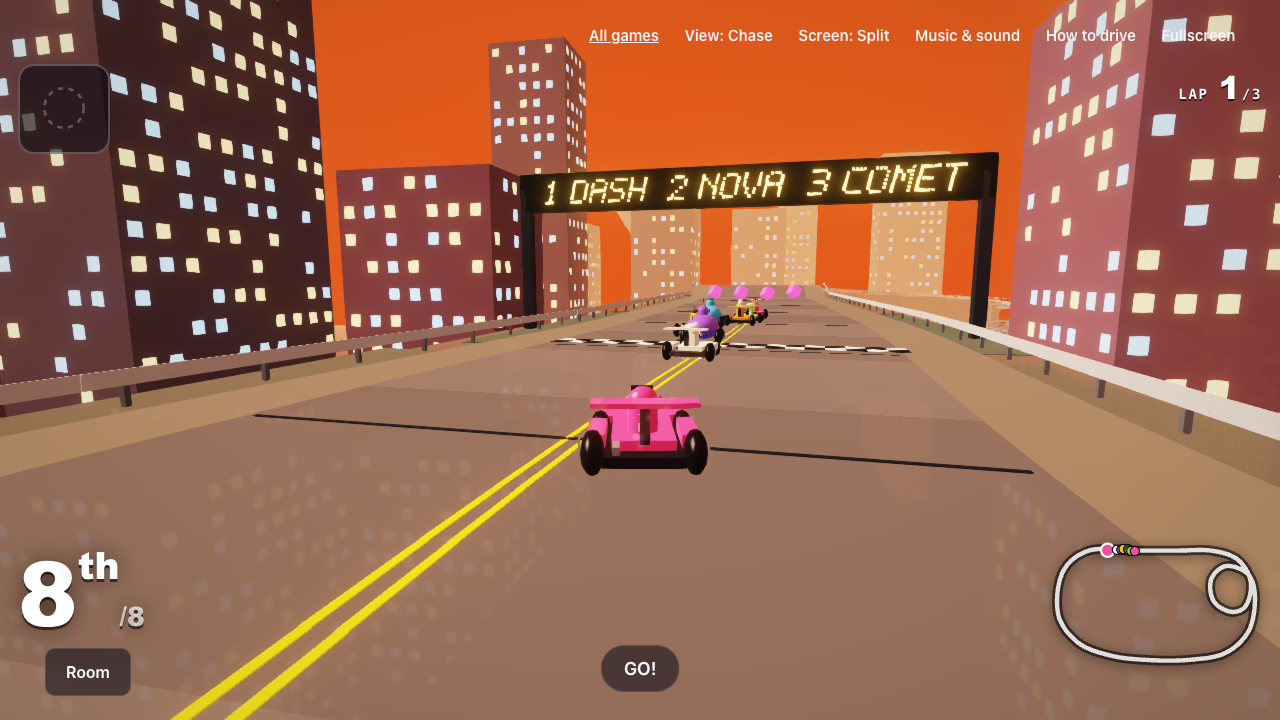 All games View: Chase Screen: Split Music & sound How to drive Fullscreen
LAP 1/3
1 DASH 2 NOVA 3 COMET
8th/8
Room
GO!